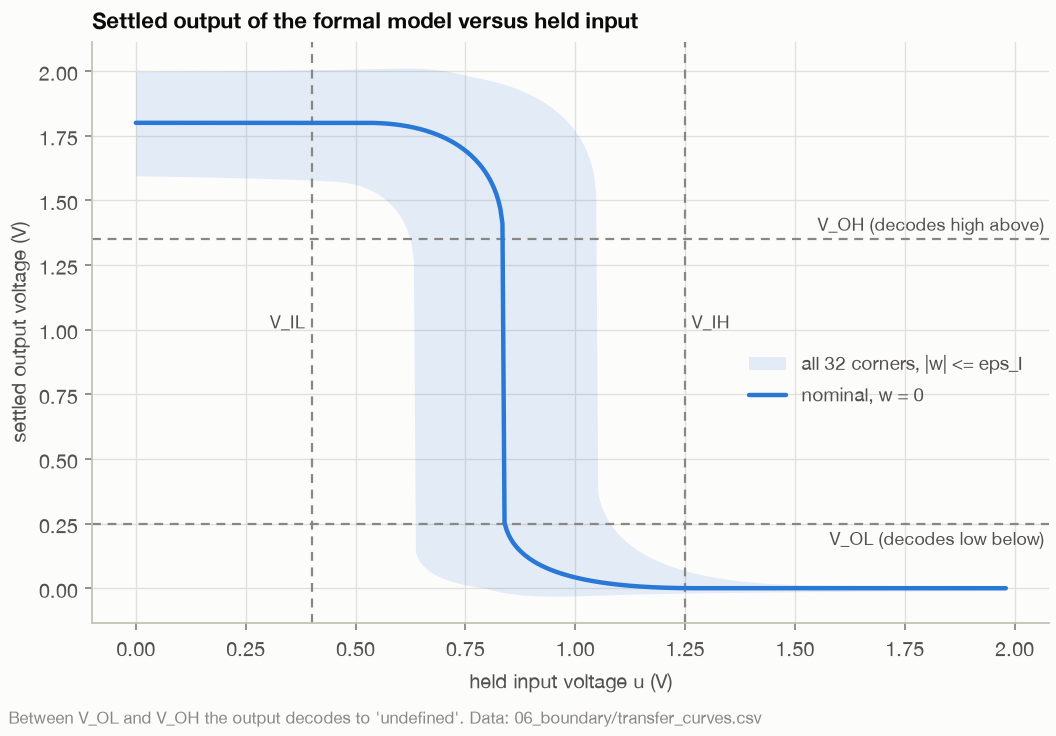 Settled output of the formal model versus held input
2.00
1.75
1.50
1.25
1.00
0.75
0.50
0.25
0.00
settled output voltage (V)
V_OH (decodes high above)
V_IL
V_IH
all 32 corners, |w| <= eps_I
nominal, w = 0
V_OL (decodes low below)
0.00 0.25 0.50 0.75 1.00 1.25 1.50 1.75 2.00
held input voltage u (V)
Between V_OL and V_OH the output decodes to 'undefined'. Data: 06_boundary/transfer_curves.csv